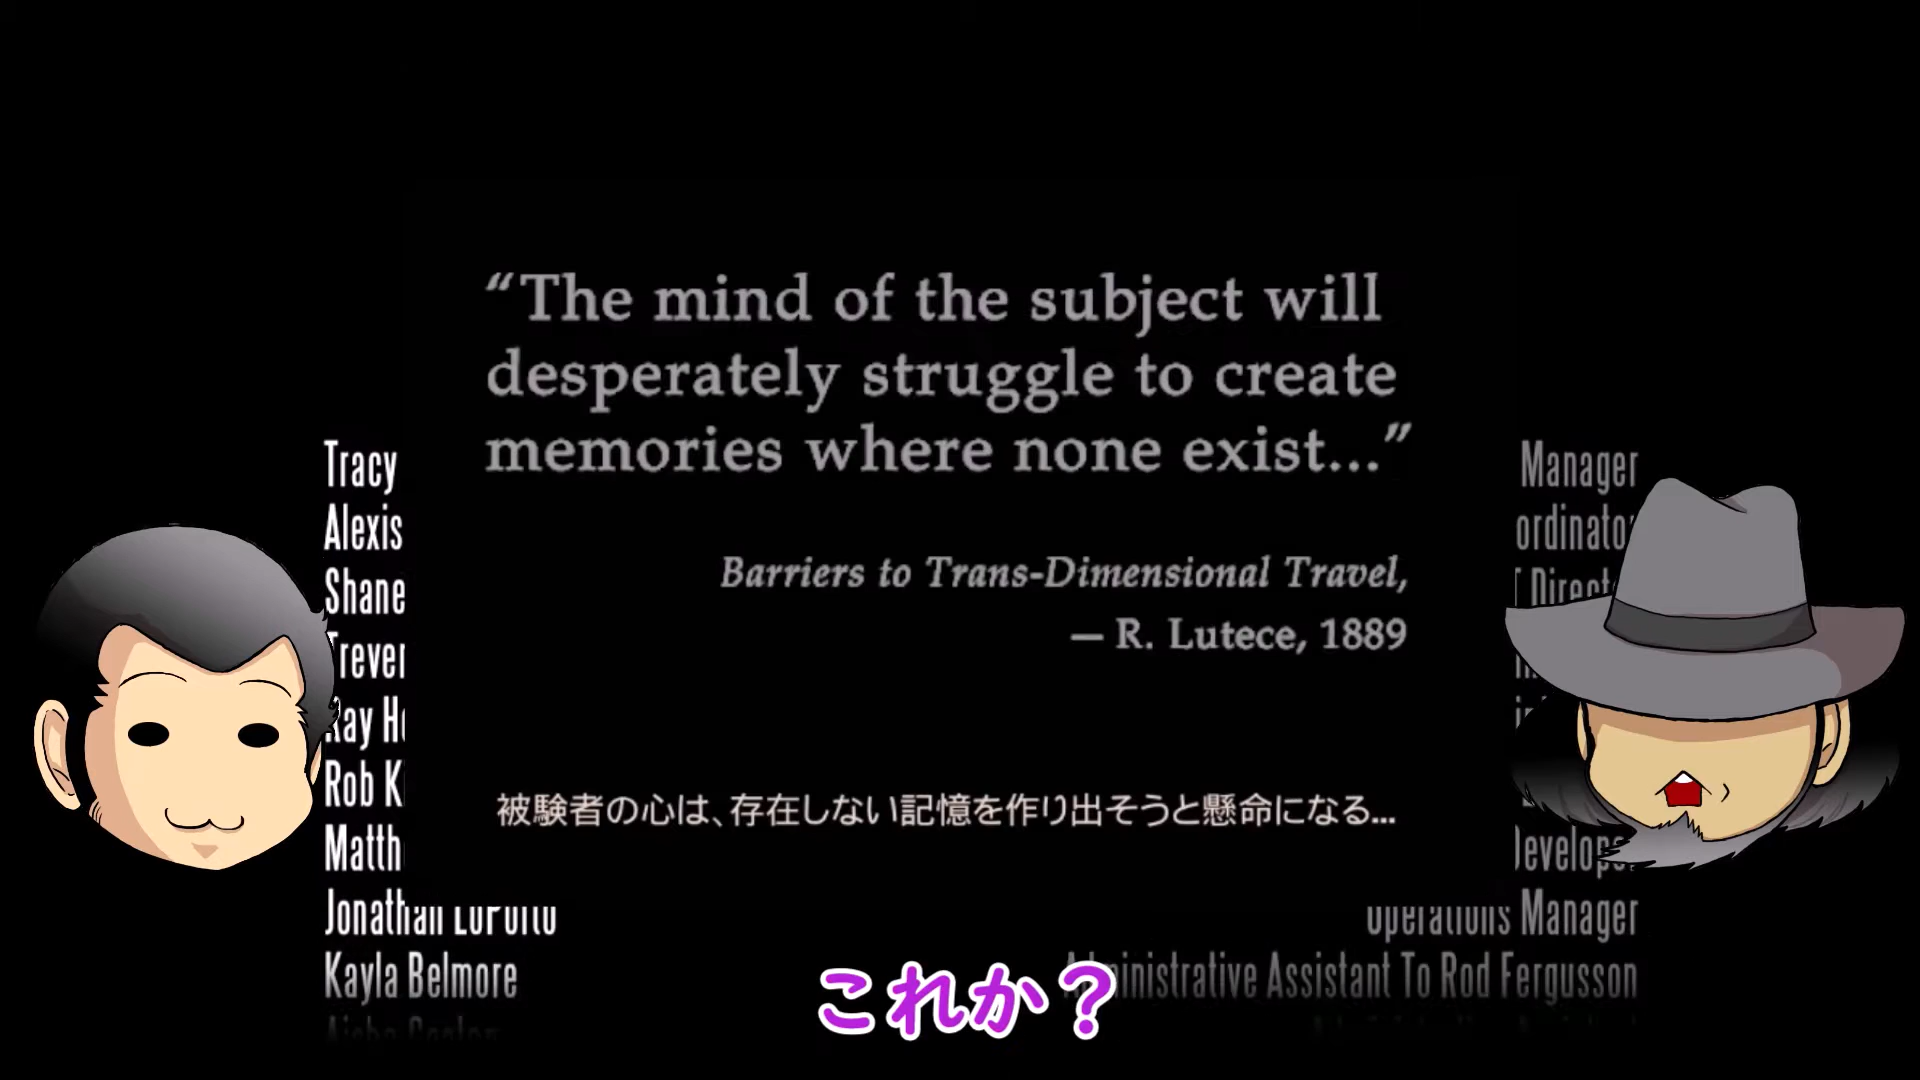 “The mind of the subject will
desperately struggle to create
memories where none exist...”
Barriers to Trans-Dimensional Travel,
— R. Lutece, 1889
被験者の心は、存在しない記憶を作り出そうと懸命になる...
Tracy
Manager
Alexis
Shane
Rob
Jonathan
Operations Manager
Kayla Belmore
Administrative Assistant To Rod Fergusson
これか？